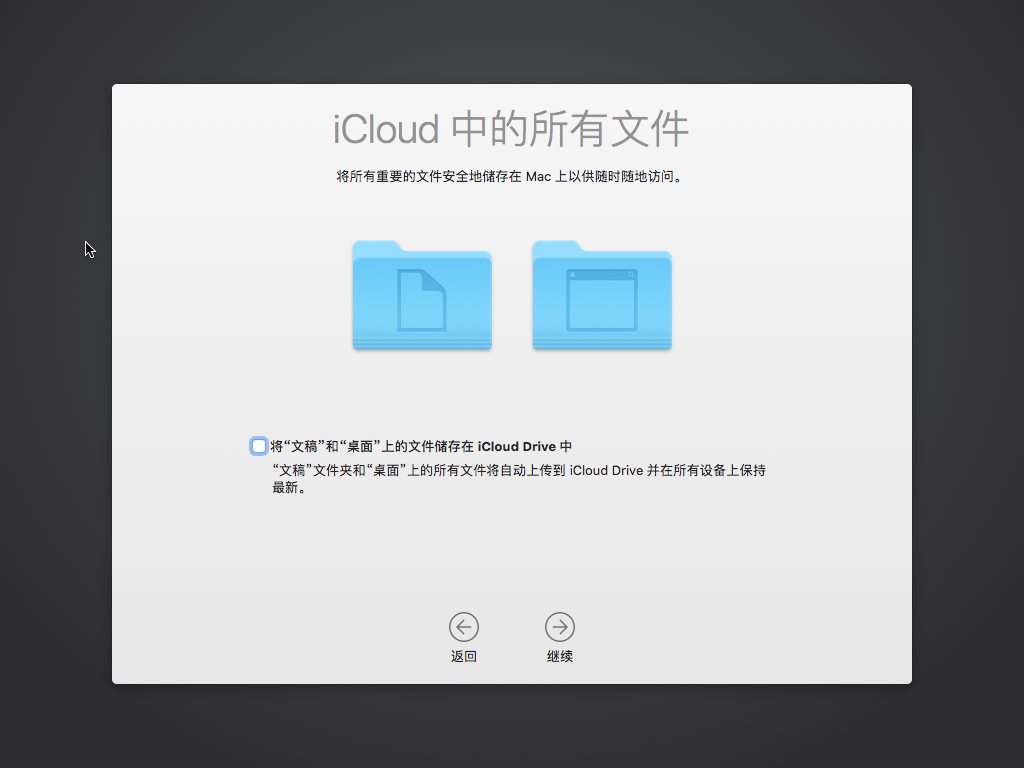 iCloud 中的所有文件
将所有重要的文件安全地储存在 Mac 上以供随时随地访问。
将“文稿”和“桌面”上的文件储存在 iCloud Drive 中
“文稿”文件夹和“桌面”上的所有文件将自动上传到 iCloud Drive 并在所有设备上保持
最新。
返回
继续